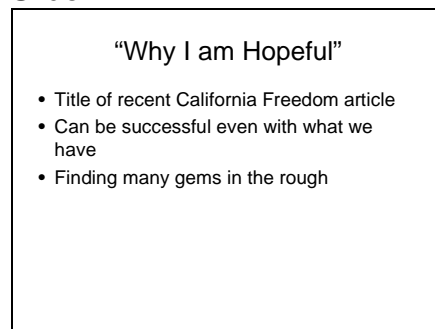 “Why I am Hopeful”
• Title of recent California Freedom article
• Can be successful even with what we
have
• Finding many gems in the rough